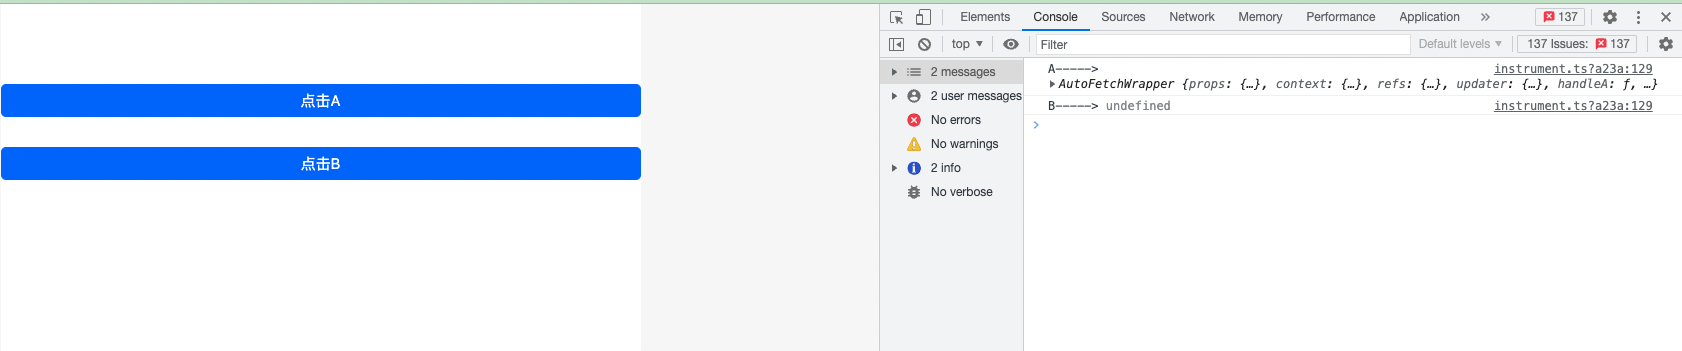 点击A
点击B
Elements Console Sources Network Memory Performance Application » 137
top ▼ Filter Default levels ▼ 137 Issues: 137
2 messages
2 user messages
No errors
No warnings
2 info
No verbose
A-----> instrument.ts?a23a:129
AutoFetchWrapper {props: {…}, context: {…}, refs: {…}, updater: {…}, handleA: ƒ, …}
B-----> undefined instrument.ts?a23a:129